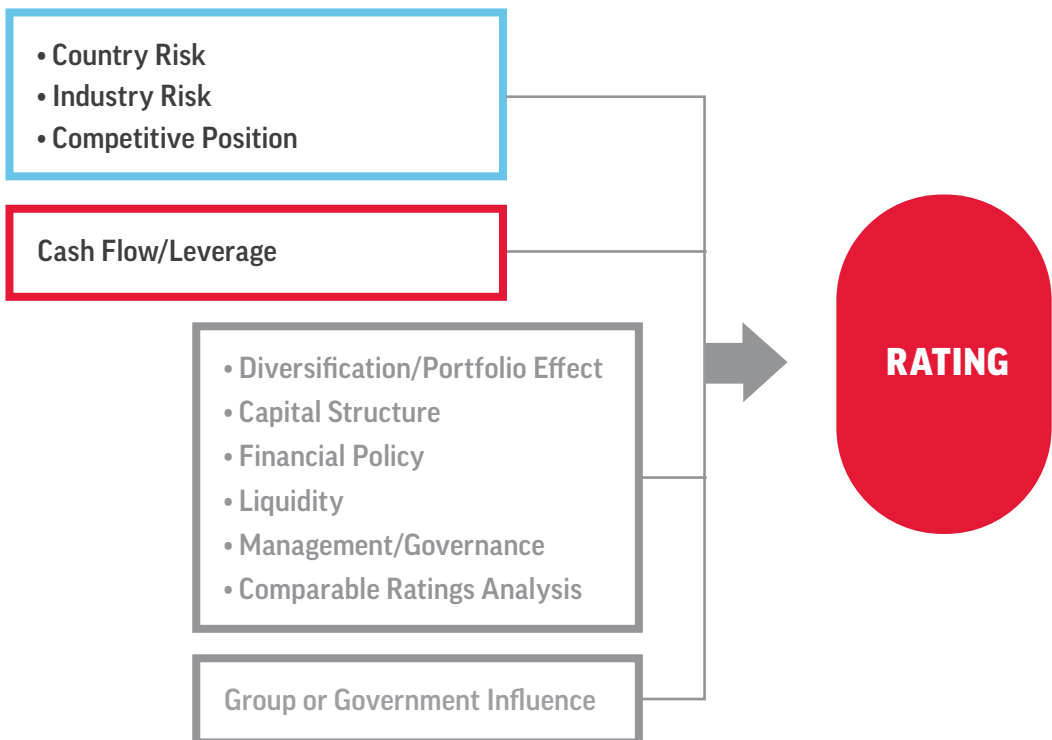 • Country Risk
• Industry Risk
• Competitive Position
Cash Flow/Leverage
• Diversification/Portfolio Effect
• Capital Structure
• Financial Policy
• Liquidity
• Management/Governance
• Comparable Ratings Analysis
Group or Government Influence
RATING